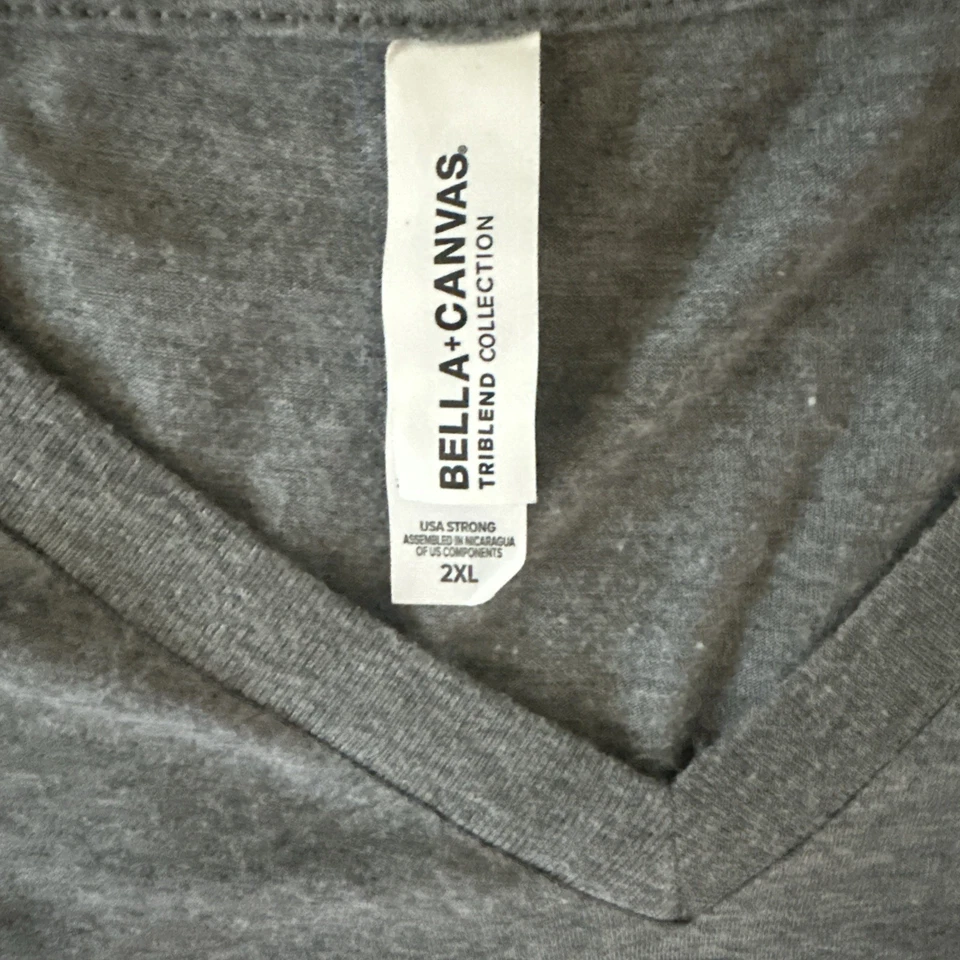 BELLA+CANVAS®
TRIBLEND COLLECTION
USA STRONG
ASSEMBLED IN NICARAGUA
OF US COMPONENTS
2XL